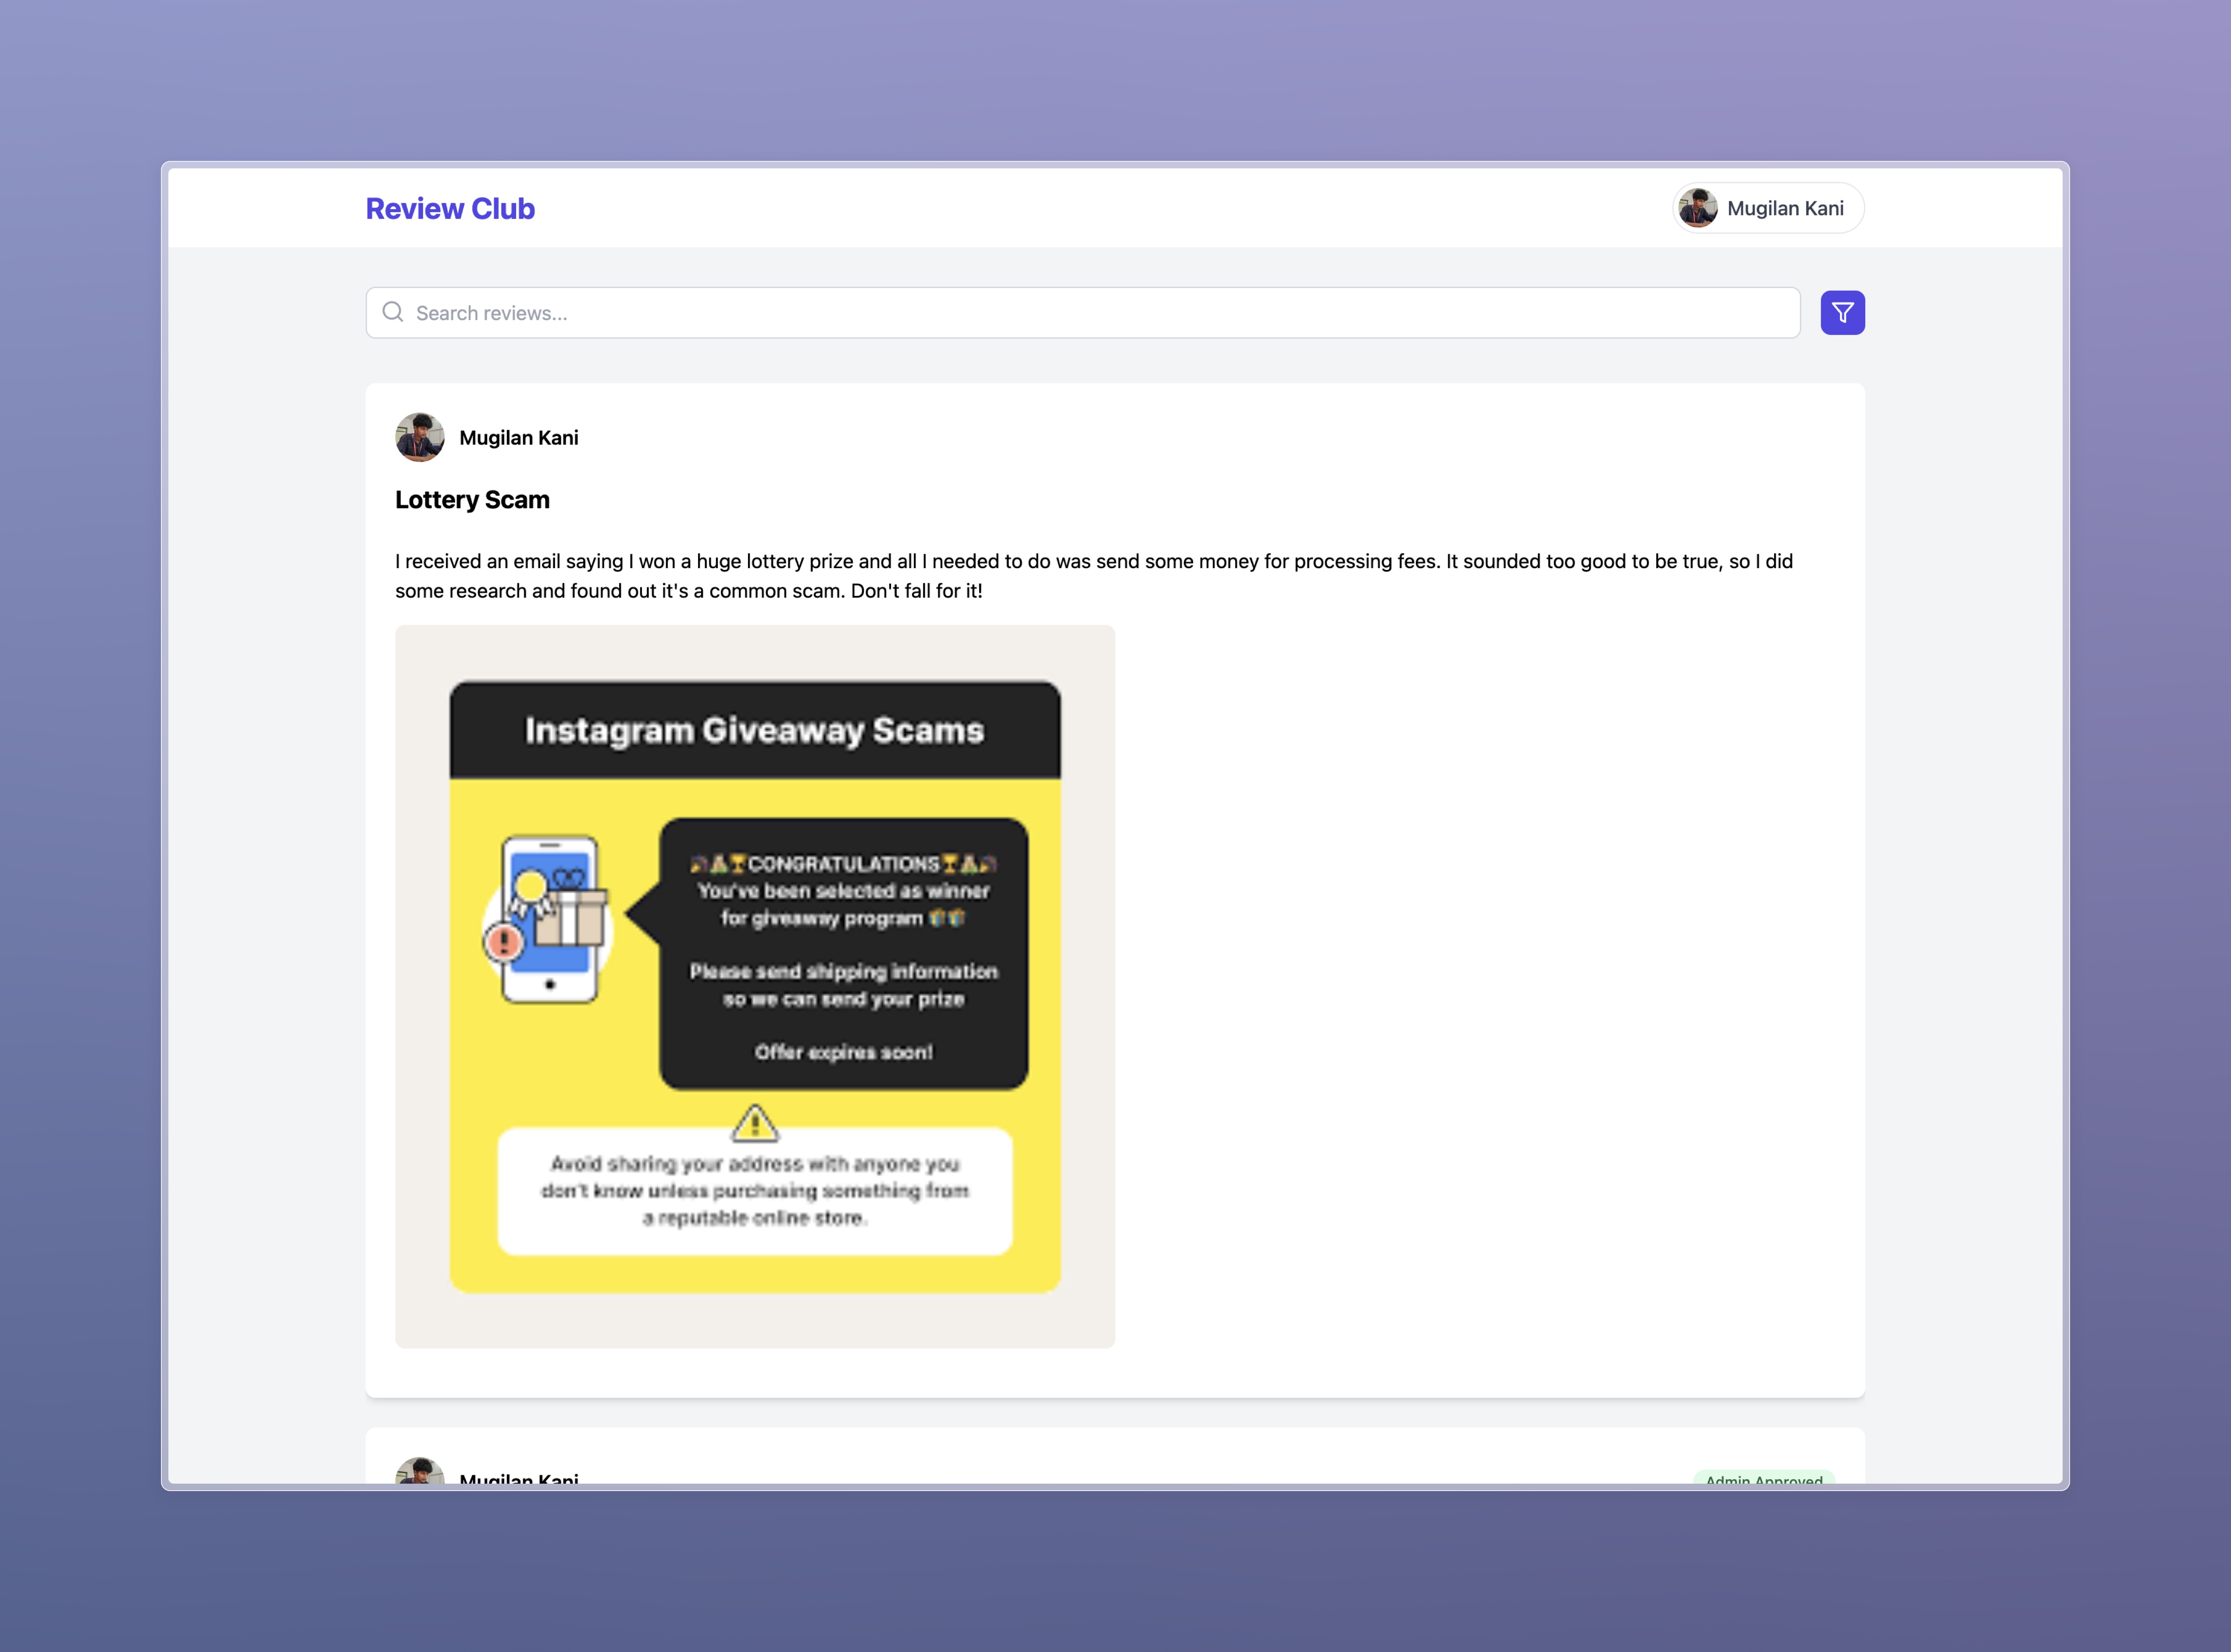 Review Club
Mugilan Kani
Search reviews...
Mugilan Kani
Lottery Scam
I received an email saying I won a huge lottery prize and all I needed to do was send some money for processing fees. It sounded too good to be true, so I did
some research and found out it's a common scam. Don't fall for it!
Instagram Giveaway Scams
CONGRATULATIONS
You've been selected as winner
for giveaway program
Please send shipping information
so we can send your prize
Offer expires soon!
Avoid sharing your address with anyone you
don't know unless purchasing something from
a reputable online store.
Mugilan Kani
Admin Approved